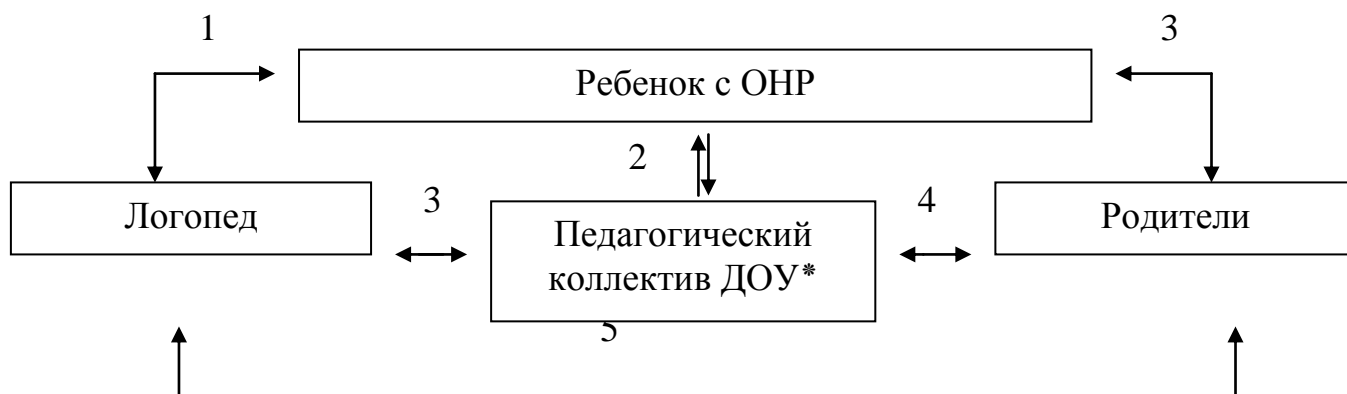 1
3
Ребенок с ОНР
2
Логопед
3
Педагогический
коллектив ДОУ*
4
Родители
5